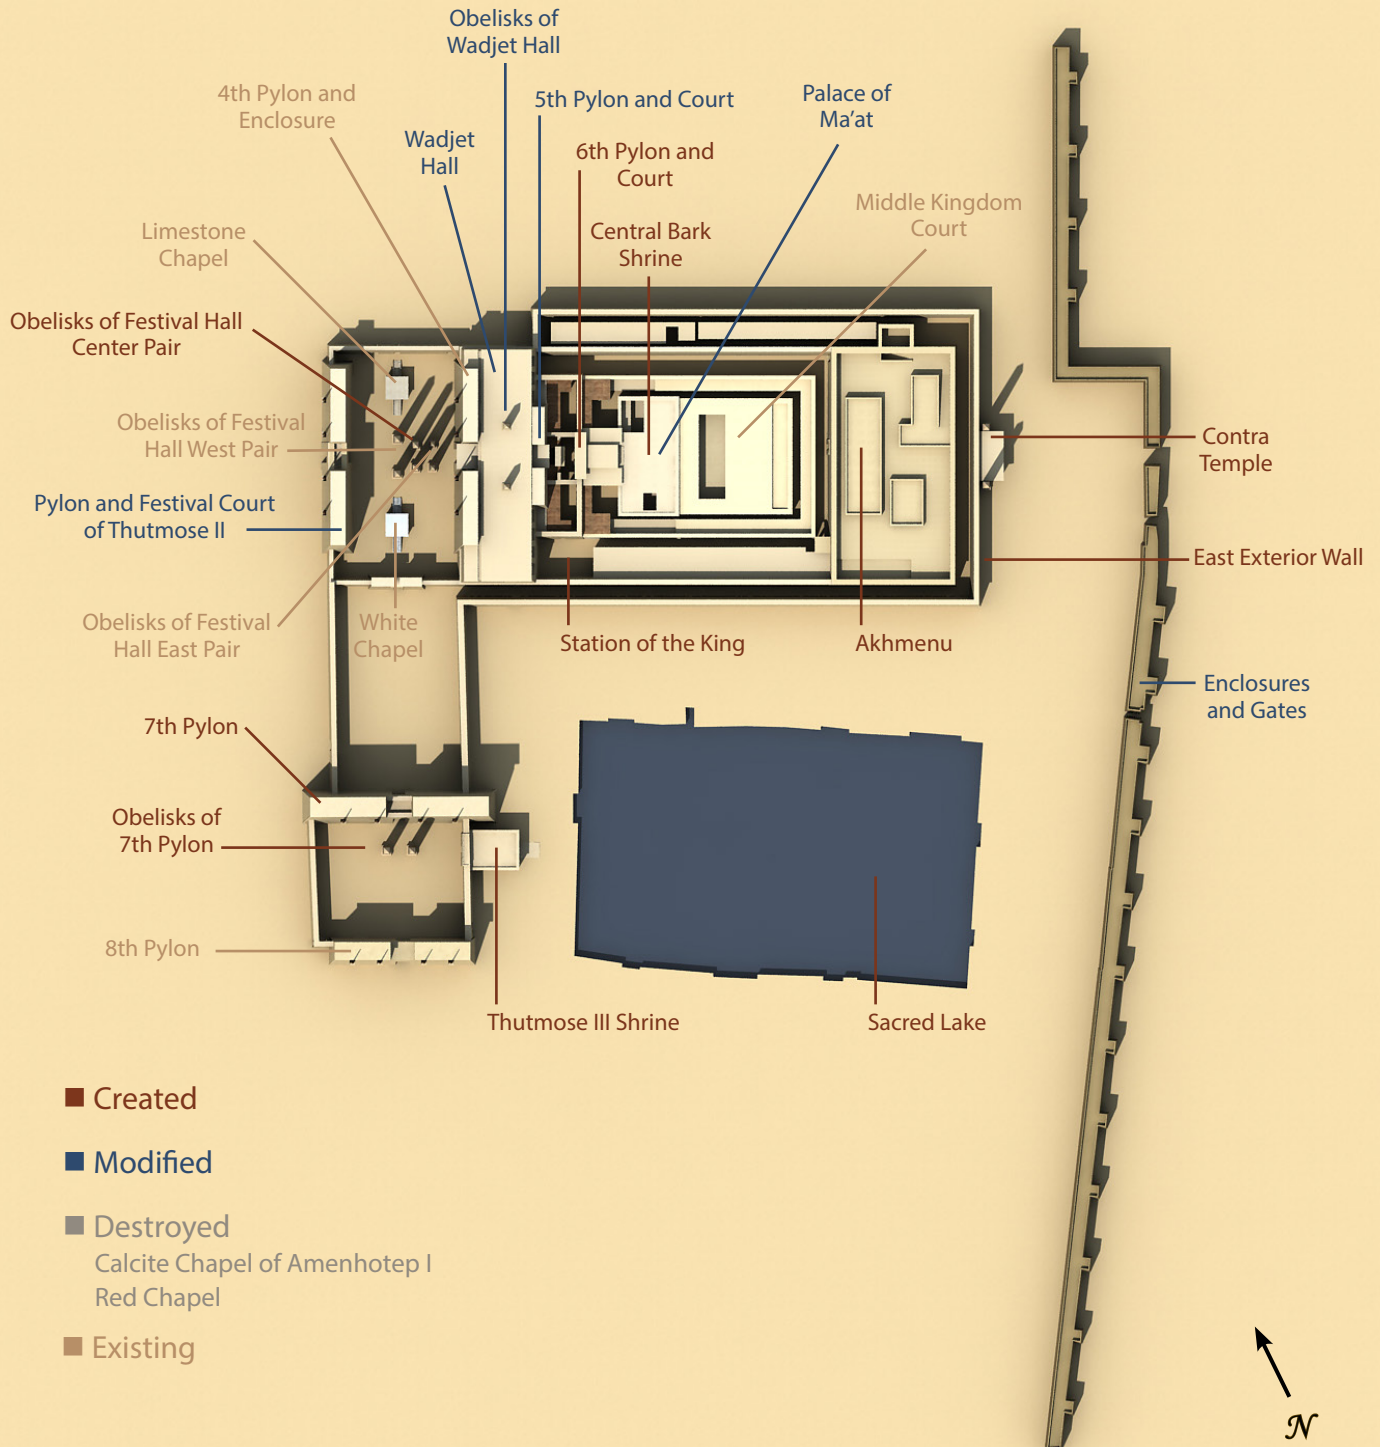 Obelisks of
Wadjet Hall
4th Pylon and
Enclosure
5th Pylon and Court
Palace of
Ma'at
Wadjet
Hall
6th Pylon and
Court
Middle Kingdom
Court
Limestone
Chapel
Central Bark
Shrine
Obelisks of Festival Hall
Center Pair
Obelisks of Festival
Hall West Pair
Contra
Temple
Pylon and Festival Court
of Thutmose II
East Exterior Wall
Obelisks of Festival
Hall East Pair
White
Chapel
Station of the King
Akhmenu
Enclosures
and Gates
7th Pylon
Obelisks of
7th Pylon
8th Pylon
Thutmose III Shrine
Sacred Lake
Created
Modified
Destroyed
Calcite Chapel of Amenhotep I
Red Chapel
Existing
N